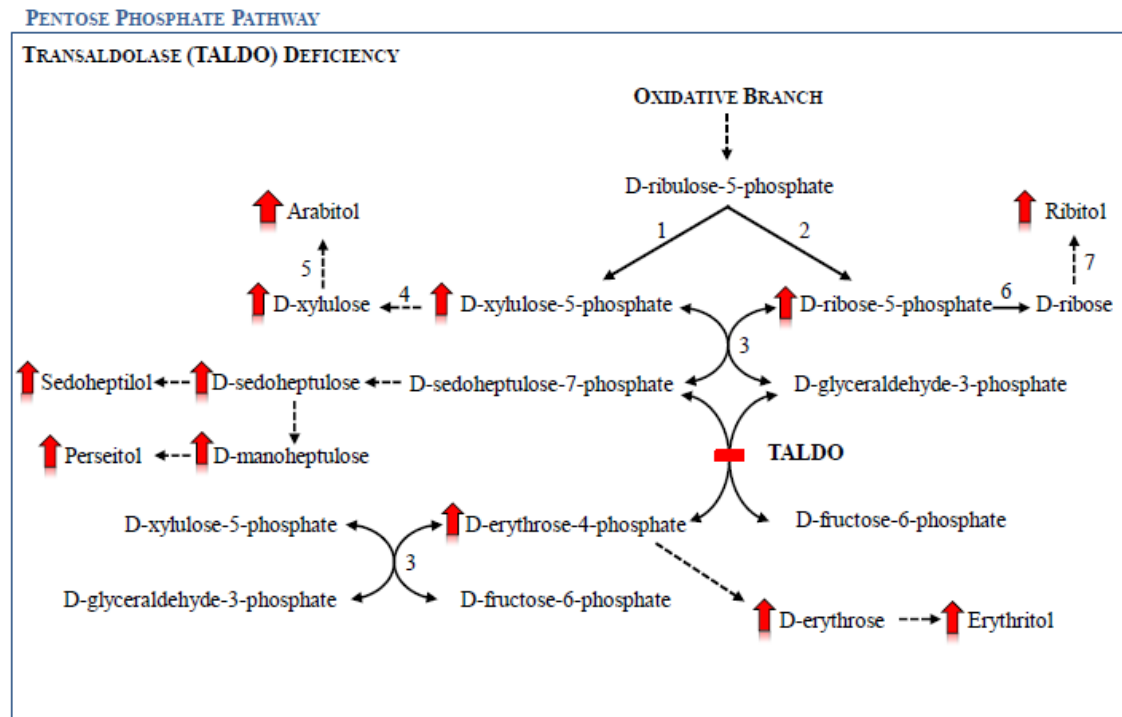 PENTOSE PHOSPHATE PATHWAY
TRANSALDOLASE (TALDO) DEFICIENCY
OXIDATIVE BRANCH
D-ribulose-5-phosphate
Arabitol
1
2
Ribitol
5
7
D-xylulose
4
D-xylulose-5-phosphate
D-ribose-5-phosphate
6
D-ribose
3
Sedoheptilol
D-sedoheptulose
D-sedoheptulose-7-phosphate
D-glyceraldehyde-3-phosphate
Perseitol
D-manoheptulose
TALDO
D-xylulose-5-phosphate
D-erythrose-4-phosphate
D-fructose-6-phosphate
3
D-glyceraldehyde-3-phosphate
D-fructose-6-phosphate
D-erythrose
Erythritol